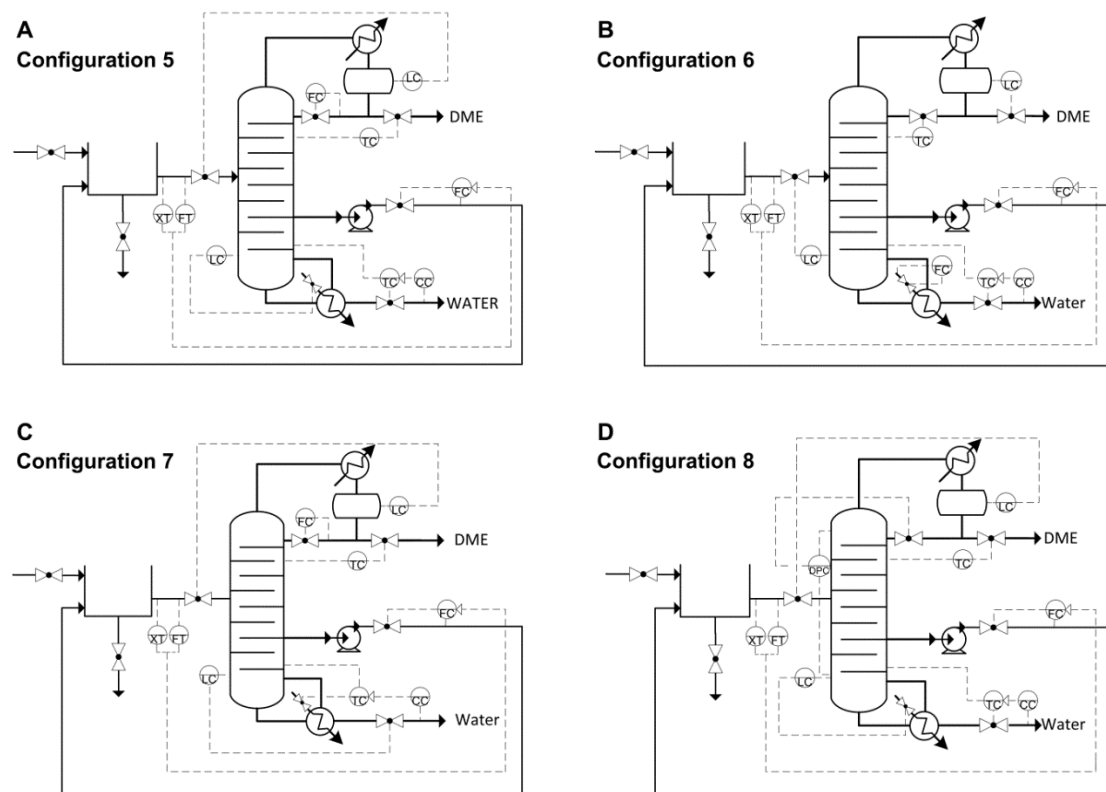 A
Configuration 5
LC
FC
DME
TC
FC
XT
FT
LC
TC
CC
WATER
B
Configuration 6
LC
DME
TC
FC
XT
FT
LC
FC
TC
CC
Water
C
Configuration 7
LC
FC
DME
TC
FC
XT
FT
LC
TC
CC
Water
D
Configuration 8
LC
DME
DPC
TC
FC
XT
FT
LC
TC
CC
Water